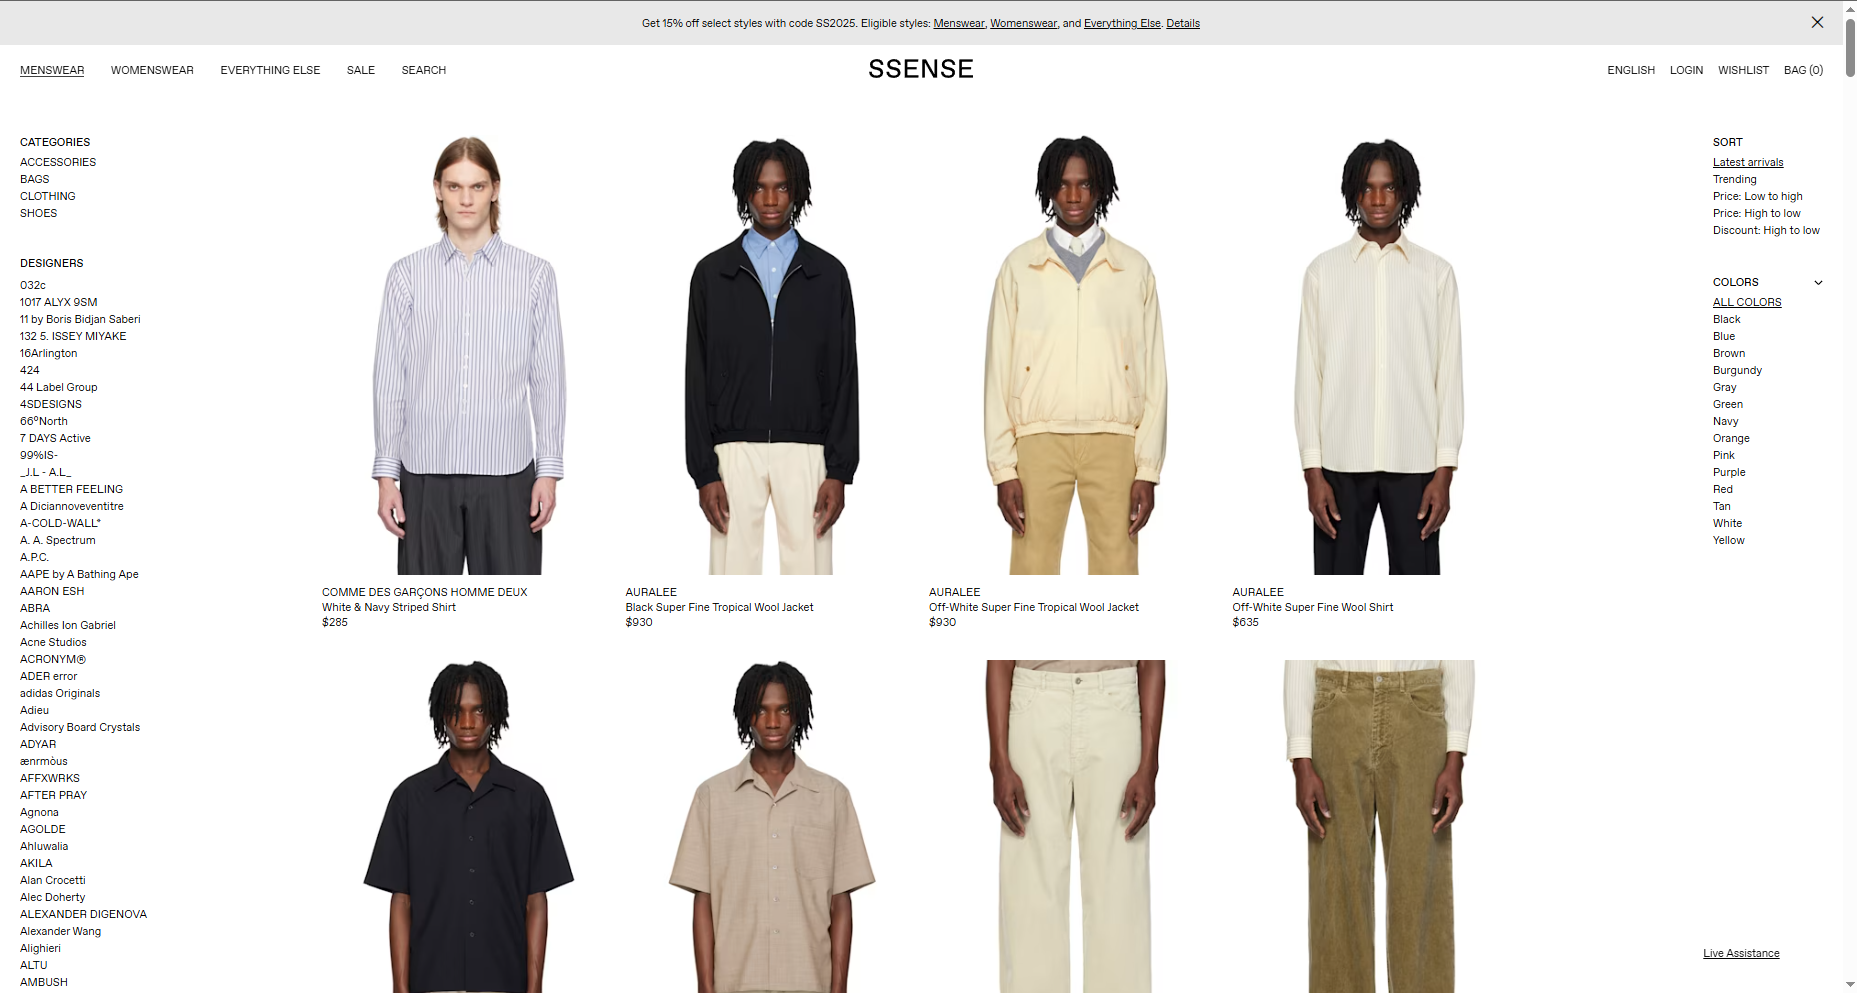 Get 15% off select styles with code SS2025. Eligible styles: Menswear, Womenswear, and Everything Else. Details
MENSWEAR
WOMENSWEAR
EVERYTHING ELSE
SALE
SEARCH
SSENSE
ENGLISH
LOGIN
WISHLIST
BAG (0)
CATEGORIES
ACCESSORIES
BAGS
CLOTHING
SHOES
DESIGNERS
032c
1017 ALYX 9SM
11 by Boris Bidjan Saberi
132 5. ISSEY MIYAKE
16Arlington
424
44 Label Group
4SDESIGNS
66°North
7 DAYS Active
99%IS-
_J.L - A.L_
A BETTER FEELING
A Diciannoveventitre
A-COLD-WALL*
A. A. Spectrum
A.P.C.
AAPE by A Bathing Ape
AARON ESH
ABRA
Achilles Ion Gabriel
Acne Studios
ACRONYM®
ADER error
adidas Originals
Adieu
Advisory Board Crystals
ADYAR
ænrmòus
AFFXWRKS
AFTER PRAY
Agnona
AGOLDE
Ahluwalia
AKILA
Alan Crocetti
Alec Doherty
ALEXANDER DIGENOVA
Alexander Wang
Alighieri
ALTU
AMBUSH
COMME DES GARÇONS HOMME DEUX
White & Navy Striped Shirt
$285
AURALEE
Black Super Fine Tropical Wool Jacket
$930
AURALEE
Off-White Super Fine Tropical Wool Jacket
$930
AURALEE
Off-White Super Fine Wool Shirt
$635
SORT
Latest arrivals
Trending
Price: Low to high
Price: High to low
Discount: High to low
COLORS
ALL COLORS
Black
Blue
Brown
Burgundy
Gray
Green
Navy
Orange
Pink
Purple
Red
Tan
White
Yellow
Live Assistance